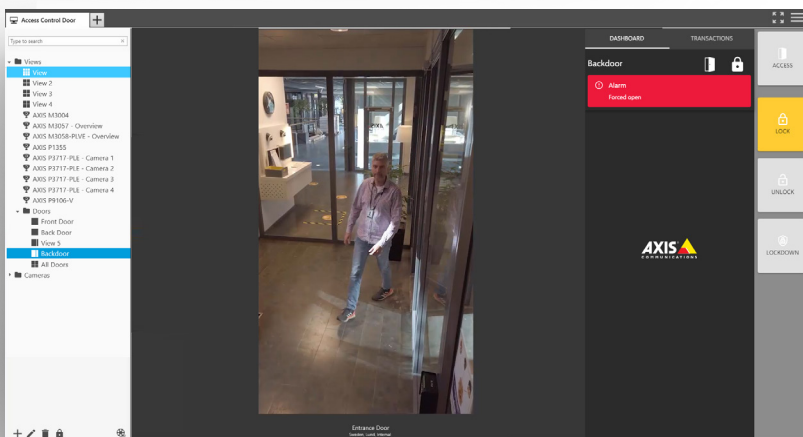 Access Control Door
Type to search
Views
View
View 2
View 3
View 4
AXIS M3004
AXIS M3057 - Overview
AXIS M3058-PLVE - Overview
AXIS P1355
AXIS P3717-PLE - Camera 1
AXIS P3717-PLE - Camera 2
AXIS P3717-PLE - Camera 3
AXIS P3717-PLE - Camera 4
AXIS P9106-V
Doors
Front Door
Back Door
View 5
Backdoor
All Doors
Cameras
Entrance Door
Sweden, Lund, Internal
DASHBOARD
TRANSACTIONS
Backdoor
Alarm
Forced open
AXIS
COMMUNICATIONS
ACCESS
LOCK
UNLOCK
LOCKDOWN